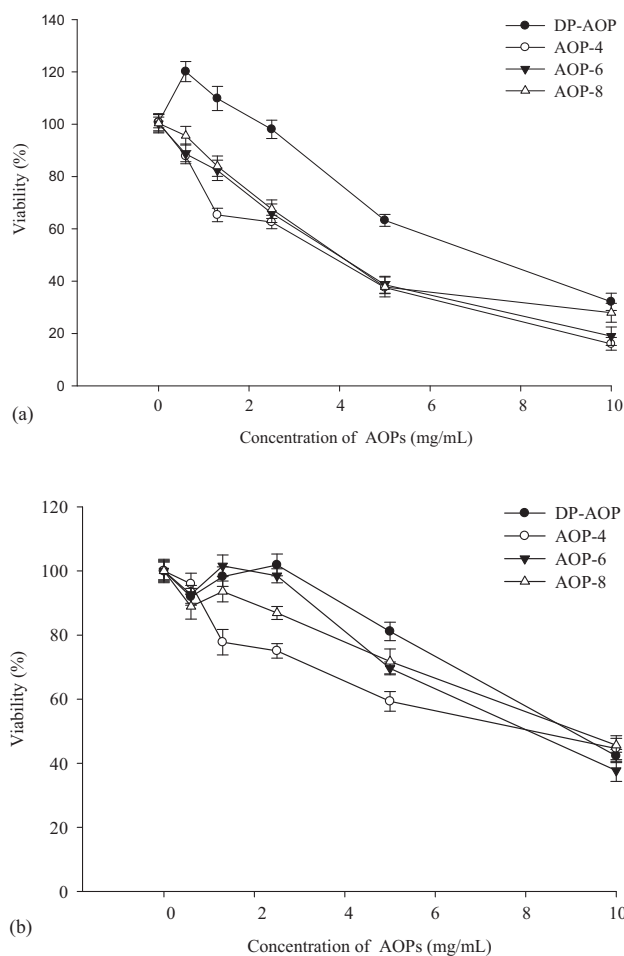 140
120
100
80
60
40
20
0
Viability (%)
DP-AOP
AOP-4
AOP-6
AOP-8
0 2 4 6 8 10
(a)
Concentration of AOPs (mg/mL)
120
100
80
60
40
20
0
Viability (%)
DP-AOP
AOP-4
AOP-6
AOP-8
0 2 4 6 8 10
(b)
Concentration of AOPs (mg/mL)